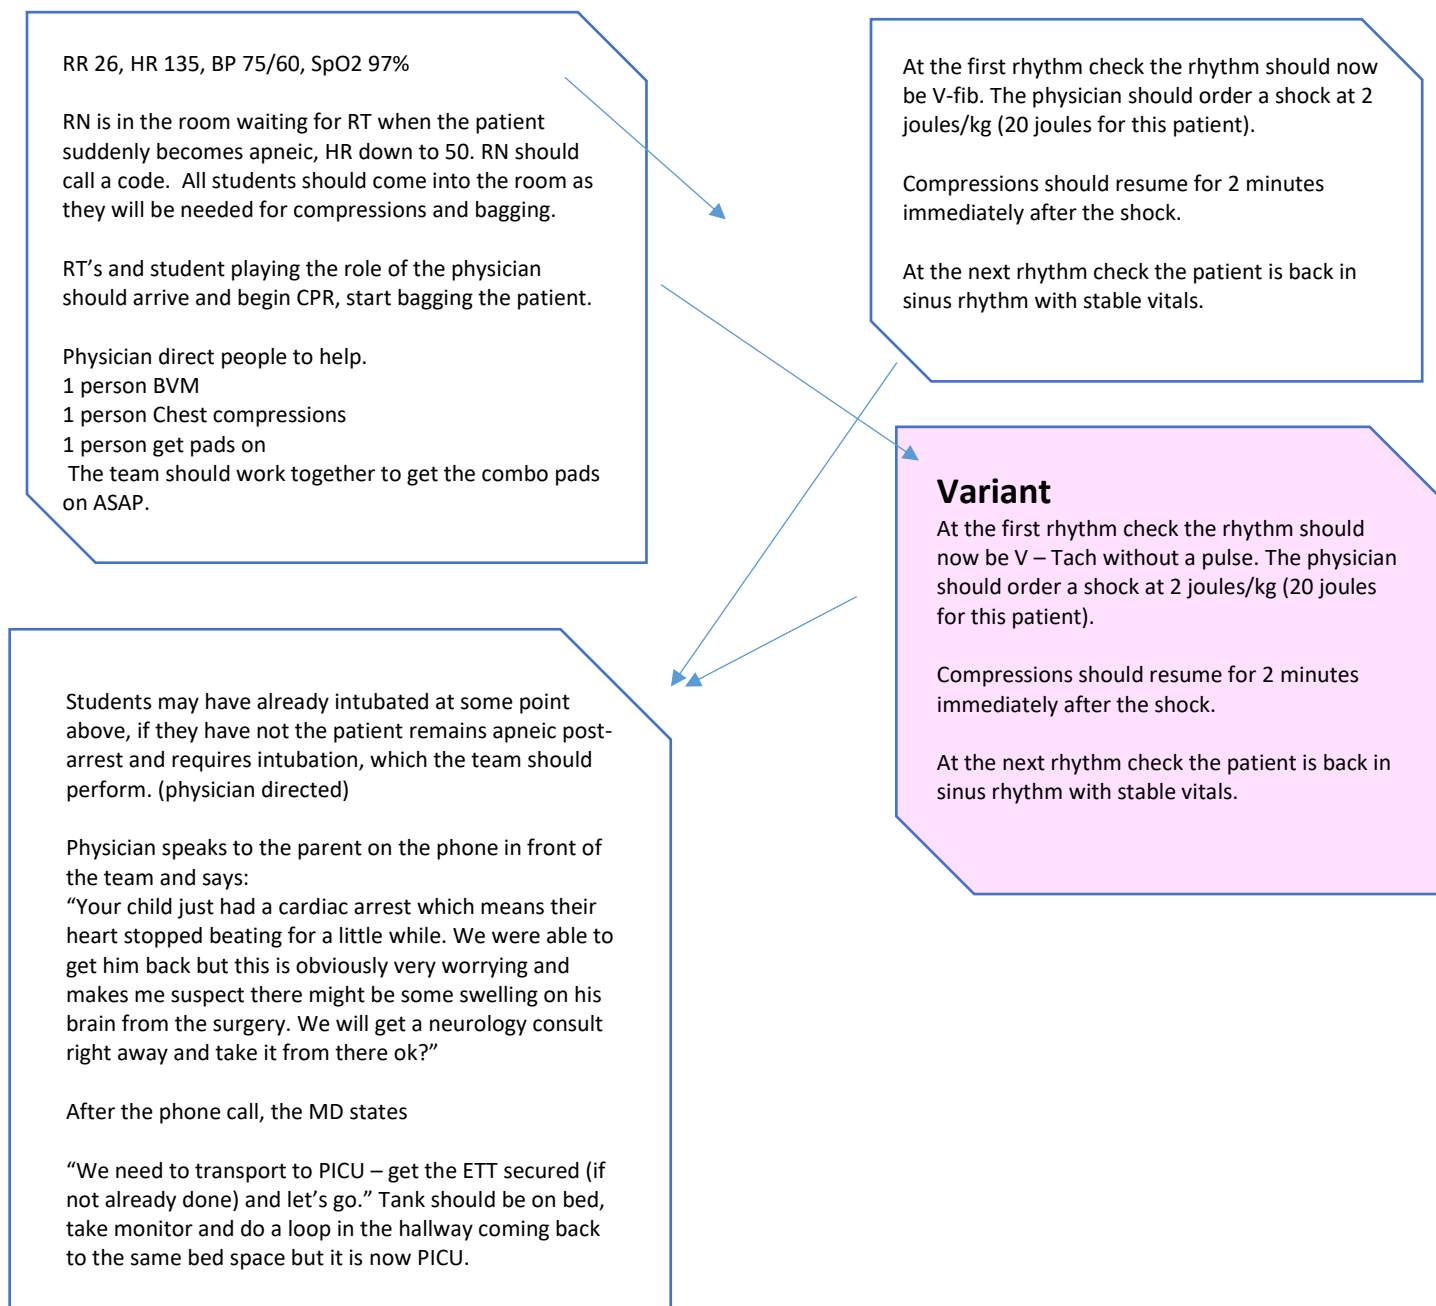 RR 26, HR 135, BP 75/60, SpO2 97%
RN is in the room waiting for RT when the patient
suddenly becomes apneic, HR down to 50. RN should
call a code.  All students should come into the room as
they will be needed for compressions and bagging.
RT’s and student playing the role of the physician
should arrive and begin CPR, start bagging the patient.
Physician direct people to help.
1 person BVM
1 person Chest compressions
1 person get pads on
The team should work together to get the combo pads
on ASAP.
At the first rhythm check the rhythm should now
be V-fib. The physician should order a shock at 2
joules/kg (20 joules for this patient).
Compressions should resume for 2 minutes
immediately after the shock.
At the next rhythm check the patient is back in
sinus rhythm with stable vitals.
Variant
At the first rhythm check the rhythm should
now be V – Tach without a pulse. The physician
should order a shock at 2 joules/kg (20 joules
for this patient).
Compressions should resume for 2 minutes
immediately after the shock.
At the next rhythm check the patient is back in
sinus rhythm with stable vitals.
Students may have already intubated at some point
above, if they have not the patient remains apneic post-
arrest and requires intubation, which the team should
perform. (physician directed)
Physician speaks to the parent on the phone in front of
the team and says:
“Your child just had a cardiac arrest which means their
heart stopped beating for a little while. We were able to
get him back but this is obviously very worrying and
makes me suspect there might be some swelling on his
brain from the surgery. We will get a neurology consult
right away and take it from there ok?”
After the phone call, the MD states
“We need to transport to PICU – get the ETT secured (if
not already done) and let’s go.” Tank should be on bed,
take monitor and do a loop in the hallway coming back
to the same bed space but it is now PICU.